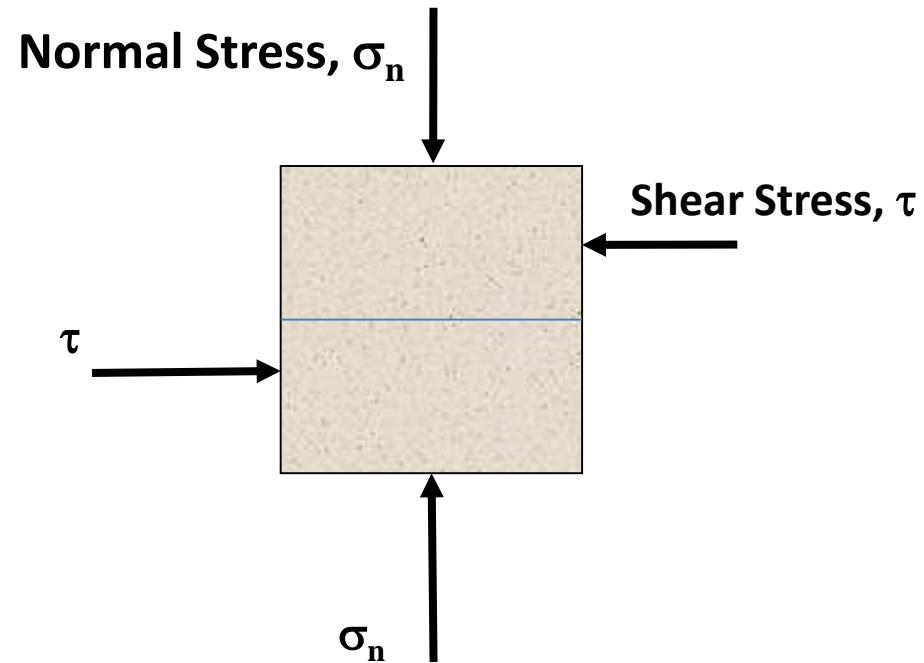 Normal Stress, σn
Shear Stress, τ
τ
σn